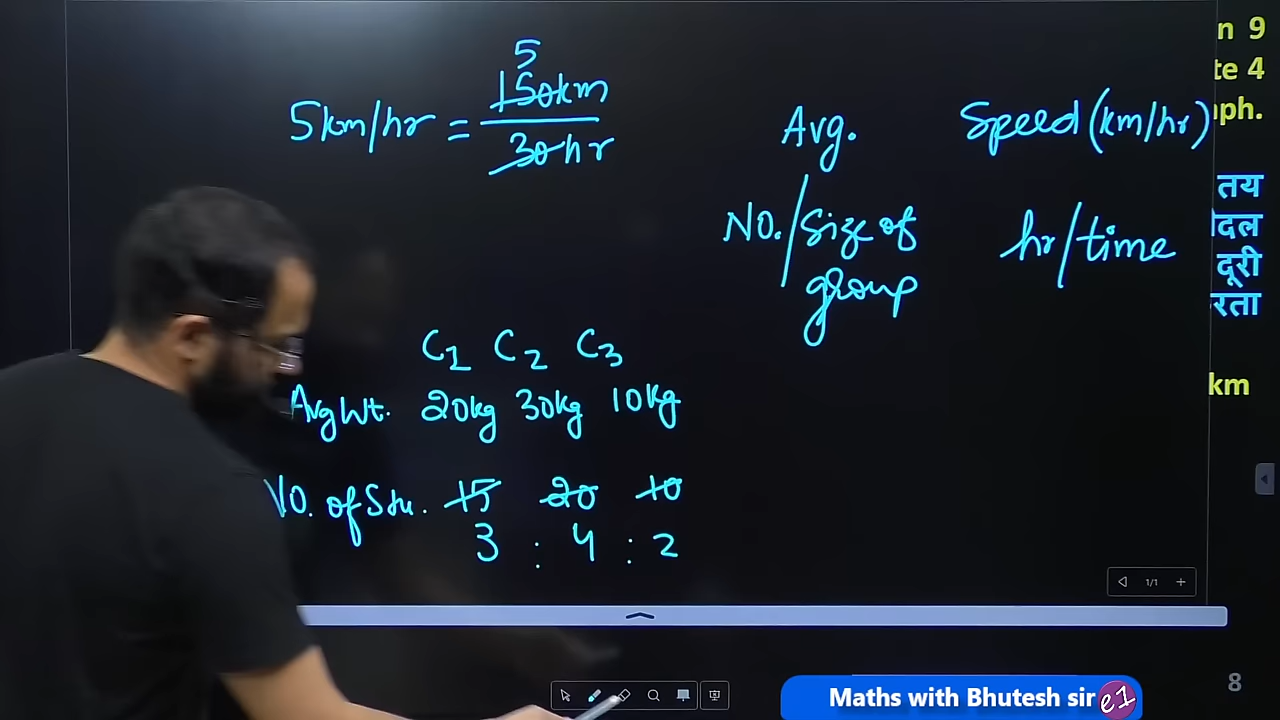 5
5km/hr = 150km
30hr
Avg. Speed (km/hr)
NO./Size of hr/time
group
C1 C2 C3
Avg Wt. 20kg 30kg 10kg
NO. of Stu. 15 20 10
3 : 4 : 2
n 9
te 4
ph.
तय
दल
दूरी
रता
km
1/1
8
Maths with Bhutesh sir e1